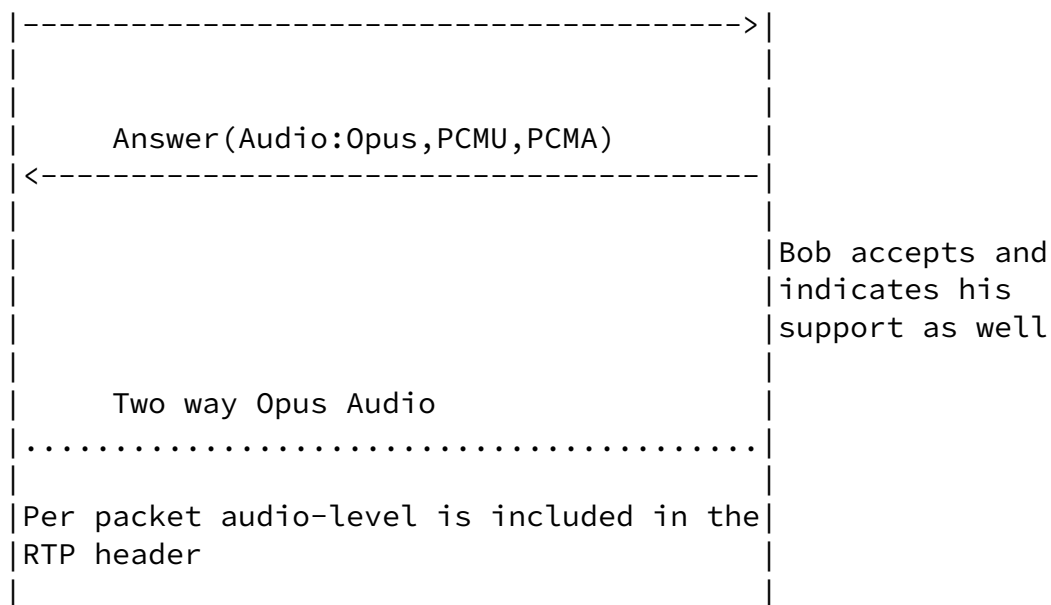 |---------------------------------------->|
Answer(Audio:Opus,PCMU,PCMA)
|<----------------------------------------|
|Bob accepts and
|indicates his
|support as well
Two way Opus Audio
|.........................................|
|Per packet audio-level is included in the|
|RTP header |